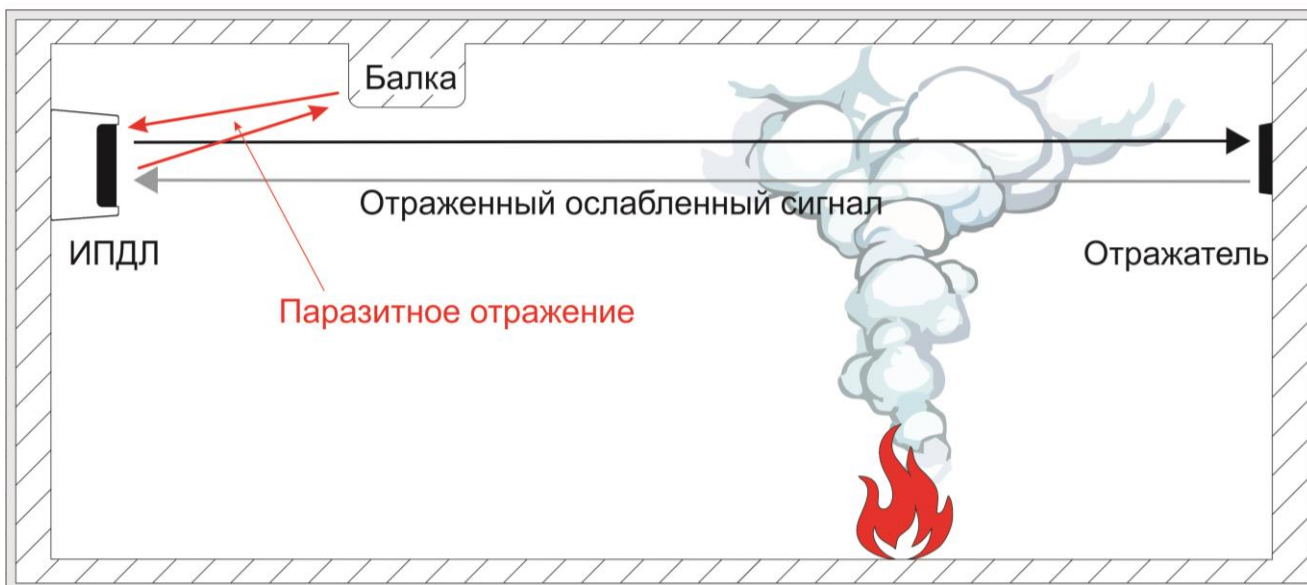 Балка
Отраженный ослабленный сигнал
ИПДЛ
Отражатель
Паразитное отражение